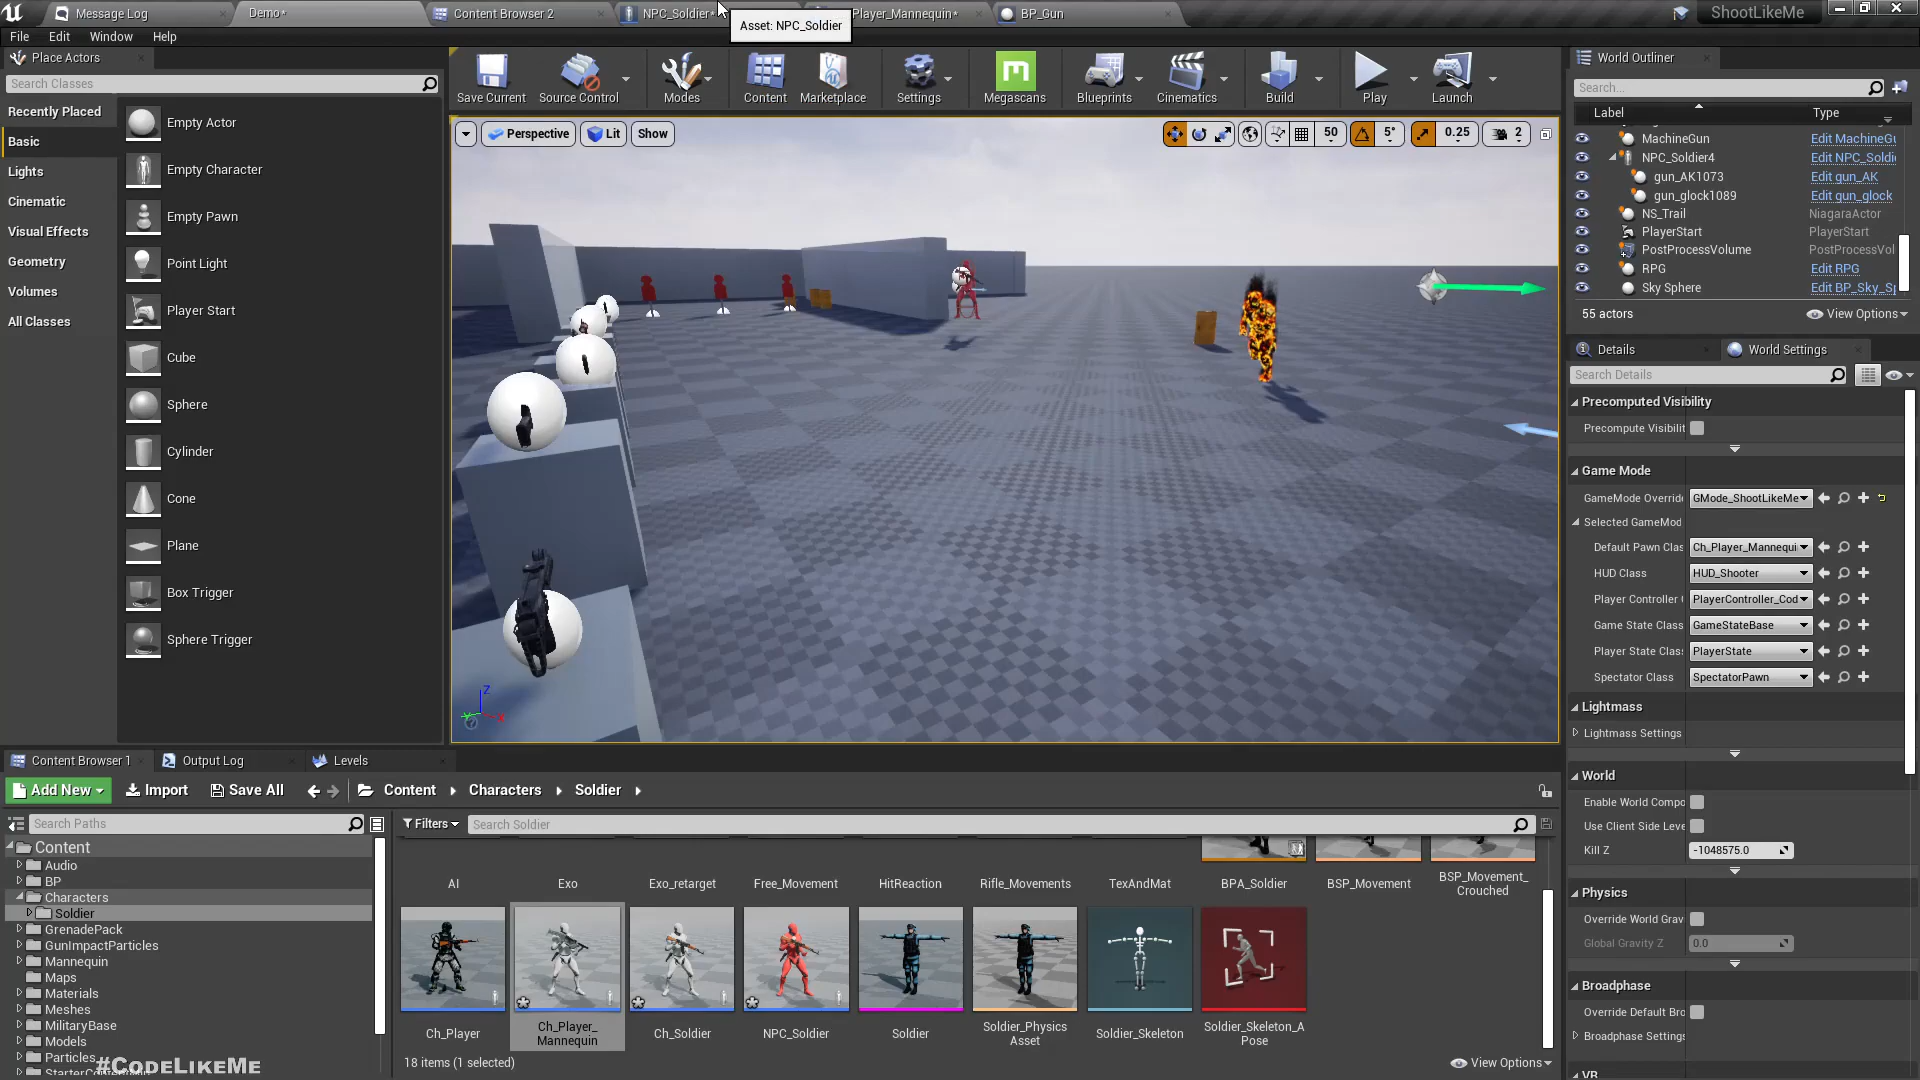 Message Log
Demo*
Content Browser 2
NPC_Soldier*
Player_Mannequin*
BP_Gun
ShootLikeMe
File
Edit
Window
Help
Asset: NPC_Soldier
Place Actors
Search Classes
Recently Placed
Basic
Lights
Cinematic
Visual Effects
Geometry
Volumes
All Classes
Empty Actor
Empty Character
Empty Pawn
Point Light
Player Start
Cube
Sphere
Cylinder
Cone
Plane
Box Trigger
Sphere Trigger
Save Current
Source Control
Modes
Content
Marketplace
Settings
Megascans
Blueprints
Cinematics
Build
Play
Launch
Perspective
Lit
Show
50
5°
0.25
2
Z
World Outliner
Search...
Label
Type
MachineGun
Edit MachineGu
NPC_Soldier4
Edit NPC_Soldi
gun_AK1073
Edit gun_AK
gun_glock1089
Edit gun_glock
NS_Trail
NiagaraActor
PlayerStart
PlayerStart
PostProcessVolume
PostProcessVol
RPG
Edit RPG
Sky Sphere
Edit BP_Sky_Sp
55 actors
View Options
Details
World Settings
Search Details
Precomputed Visibility
Precompute Visibilit
Game Mode
GameMode Overrid
GMode_ShootLikeMe
Selected GameMod
Default Pawn Clas
Ch_Player_Mannequi
HUD Class
HUD_Shooter
Player Controller
PlayerController_Cod
Game State Class
GameStateBase
Player State Clas
PlayerState
Spectator Class
SpectatorPawn
Lightmass
Lightmass Settings
World
Enable World Compo
Use Client Side Leve
Kill Z
-1048575.0
Physics
Override World Grav
Global Gravity Z
0.0
Broadphase
Override Default Bro
Broadphase Settings
VR
Content Browser 1
Output Log
Levels
Add New
Import
Save All
Content
Characters
Soldier
Search Paths
Filters
Search Soldier
Content
Audio
BP
Characters
Soldier
GrenadePack
GunImpactParticles
Mannequin
Maps
Materials
Meshes
MilitaryBase
Models
Particles
#CodeLikeMe
AI
Exo
Exo_retarget
Free_Movement
HitReaction
Rifle_Movements
TexAndMat
BPA_Soldier
BSP_Movement
BSP_Movement_
Crouched
Ch_Player
Ch_Player_
Mannequin
Ch_Soldier
NPC_Soldier
Soldier
Soldier_Physics
Asset
Soldier_Skeleton
Soldier_Skeleton_A
Pose
18 items (1 selected)
View Options